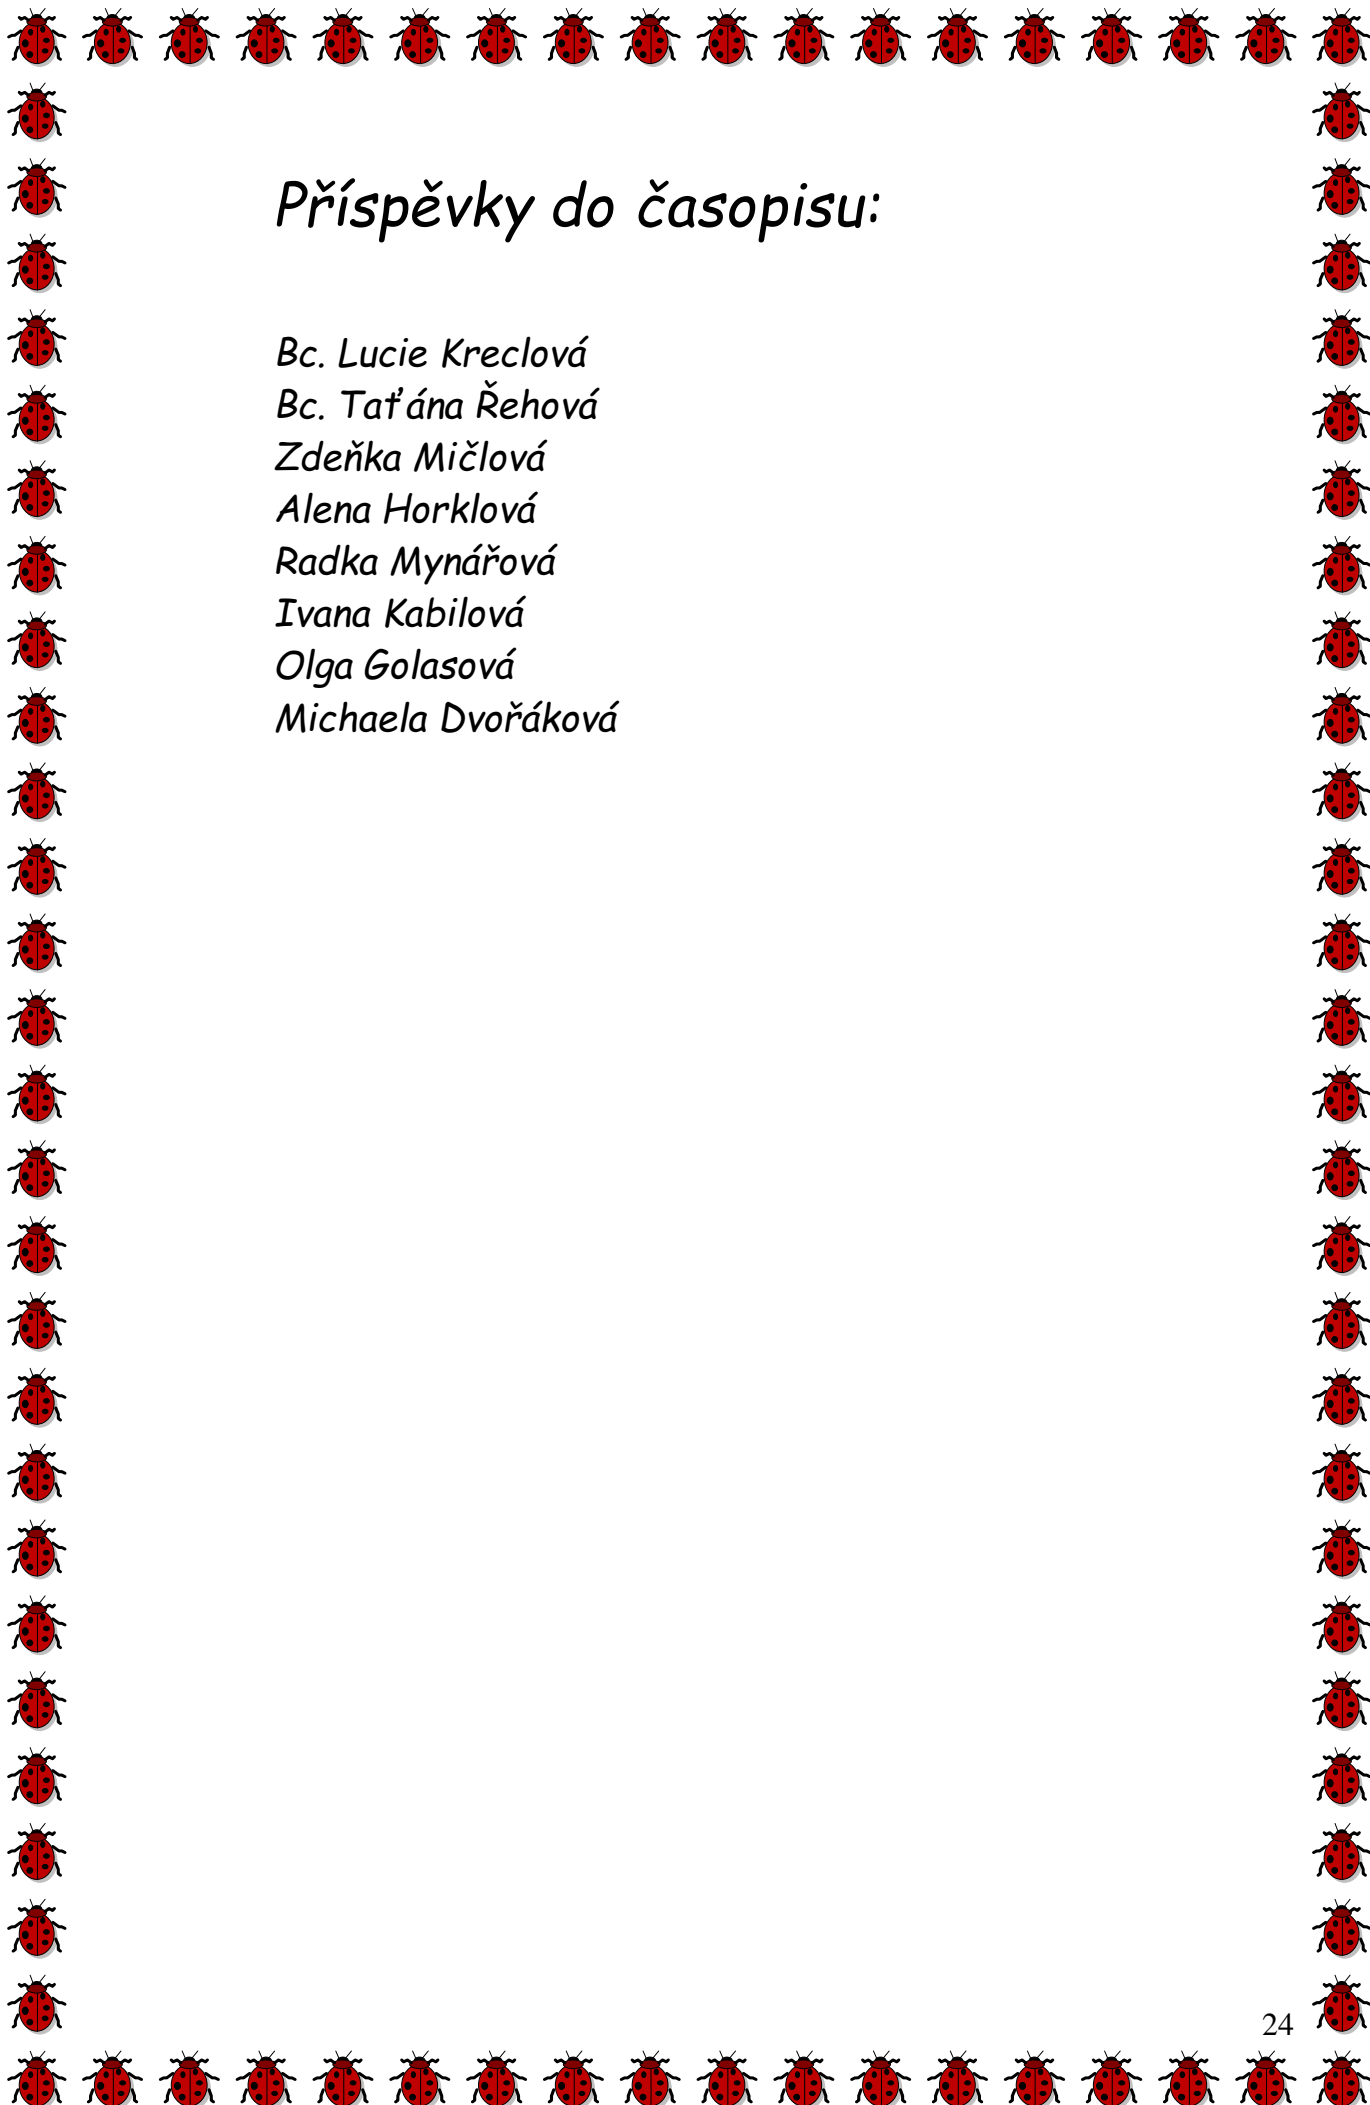 Příspěvky do časopisu:
Bc. Lucie Kreclová
Bc. Taťána Řehová
Zdeňka Mičlová
Alena Horklová
Radka Mynářová
Ivana Kabilová
Olga Golasová
Michaela Dvořáková
24